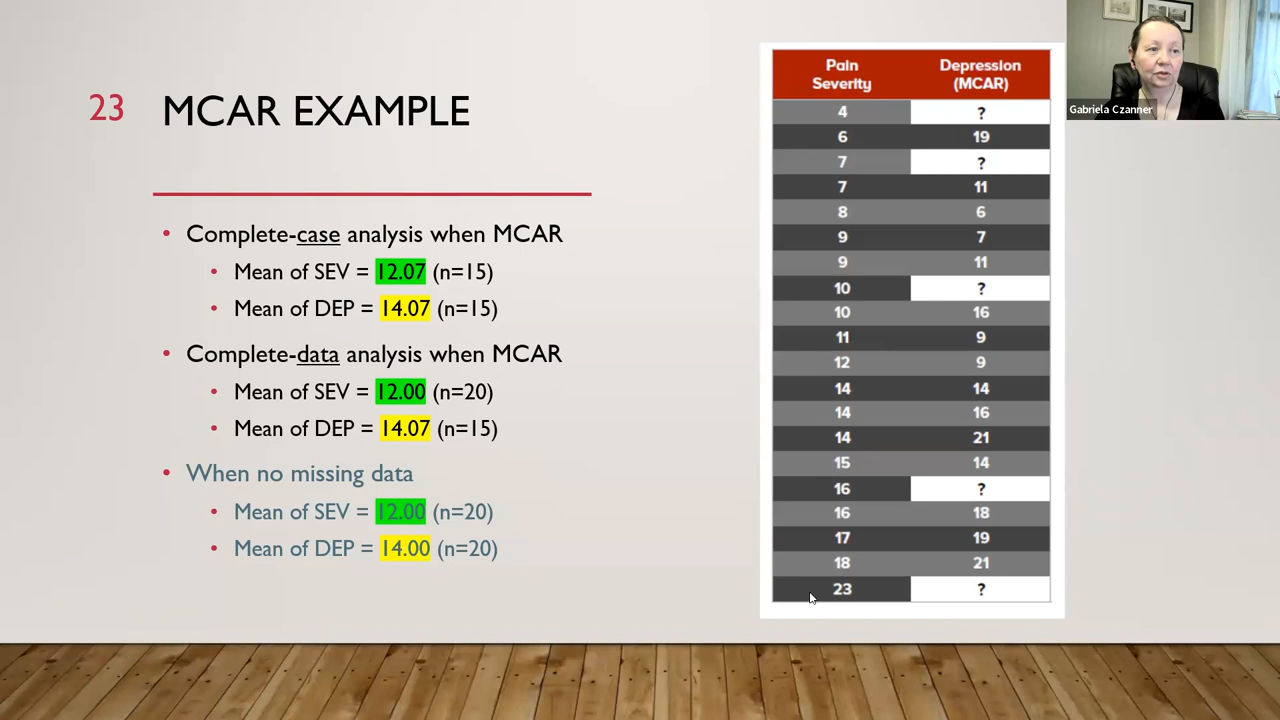 23 MCAR EXAMPLE
• Complete-case analysis when MCAR
• Mean of SEV = 12.07 (n=15)
• Mean of DEP = 14.07 (n=15)
• Complete-data analysis when MCAR
• Mean of SEV = 12.00 (n=20)
• Mean of DEP = 14.07 (n=15)
• When no missing data
• Mean of SEV = 12.00 (n=20)
• Mean of DEP = 14.00 (n=20)
Pain Depression
Severity (MCAR)
4 ?
6 19
7 ?
7 11
8 6
9 7
9 11
10 ?
10 16
11 9
12 9
14 14
14 16
14 21
15 14
16 ?
16 18
17 19
18 21
23 ?
Gabriela Czanner